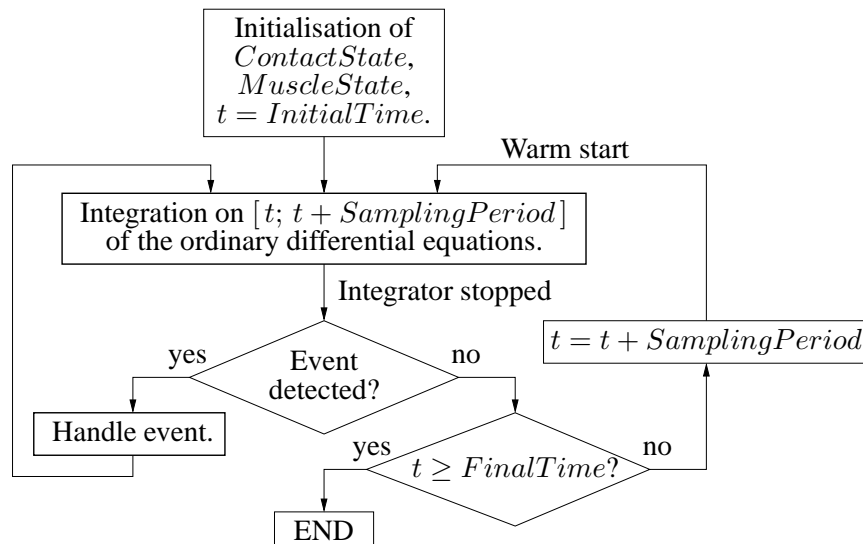 Initialisation of
ContactState,
MuscleState,
t = InitialTime.
Warm start
Integration on [t; t + SamplingPeriod]
of the ordinary differential equations.
Integrator stopped
t = t + SamplingPeriod
yes
Event
detected?
no
Handle event.
yes
t ≥ FinalTime?
no
END